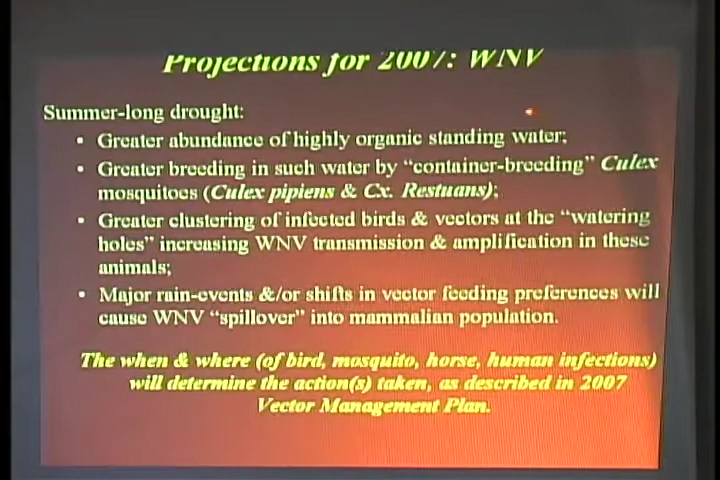 Projections for 2007: WNV
Summer-long drought:
• Greater abundance of highly organic standing water;
• Greater breeding in such water by “container-breeding” Culex
mosquitoes (Culex pipiens & Cx. Restuans);
• Greater clustering of infected birds & vectors at the “watering
holes” increasing WNV transmission & amplification in these
animals;
• Major rain-events &/or shifts in vector feeding preferences will
cause WNV “spillover” into mammalian population.
The when & where (of bird, mosquito, horse, human infections)
will determine the action(s) taken, as described in 2007
Vector Management Plan.